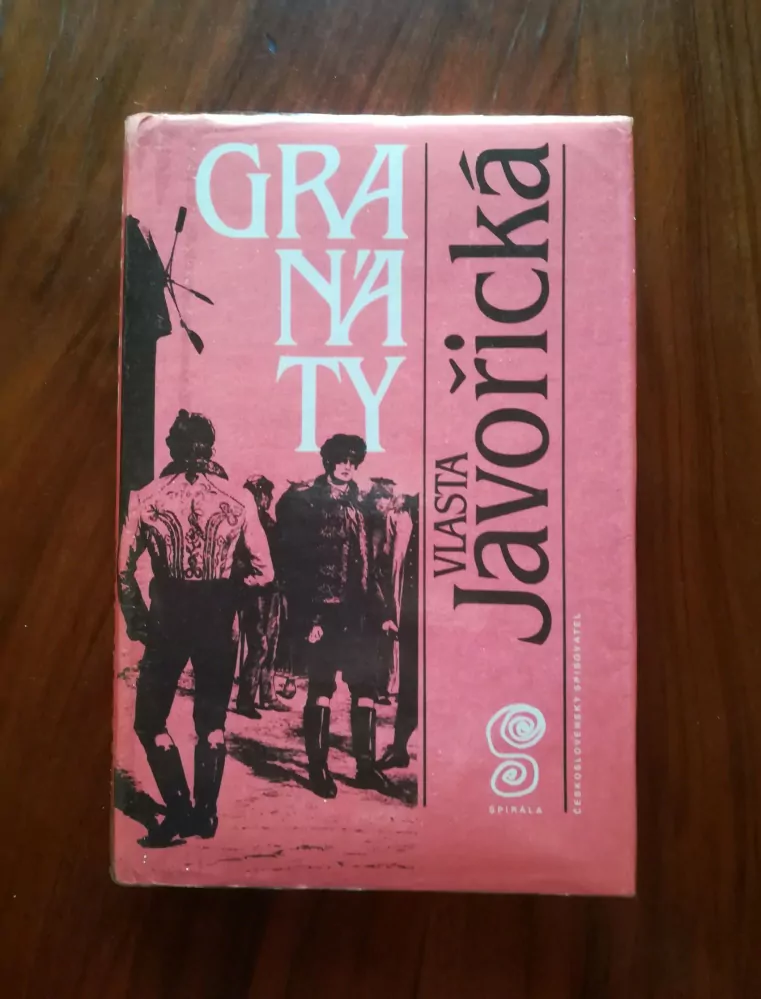 GRA
NÁ
TY
VLASTA
Javořická
SPIRÁLA
ČESKOSLOVENSKÝ SPISOVATEL